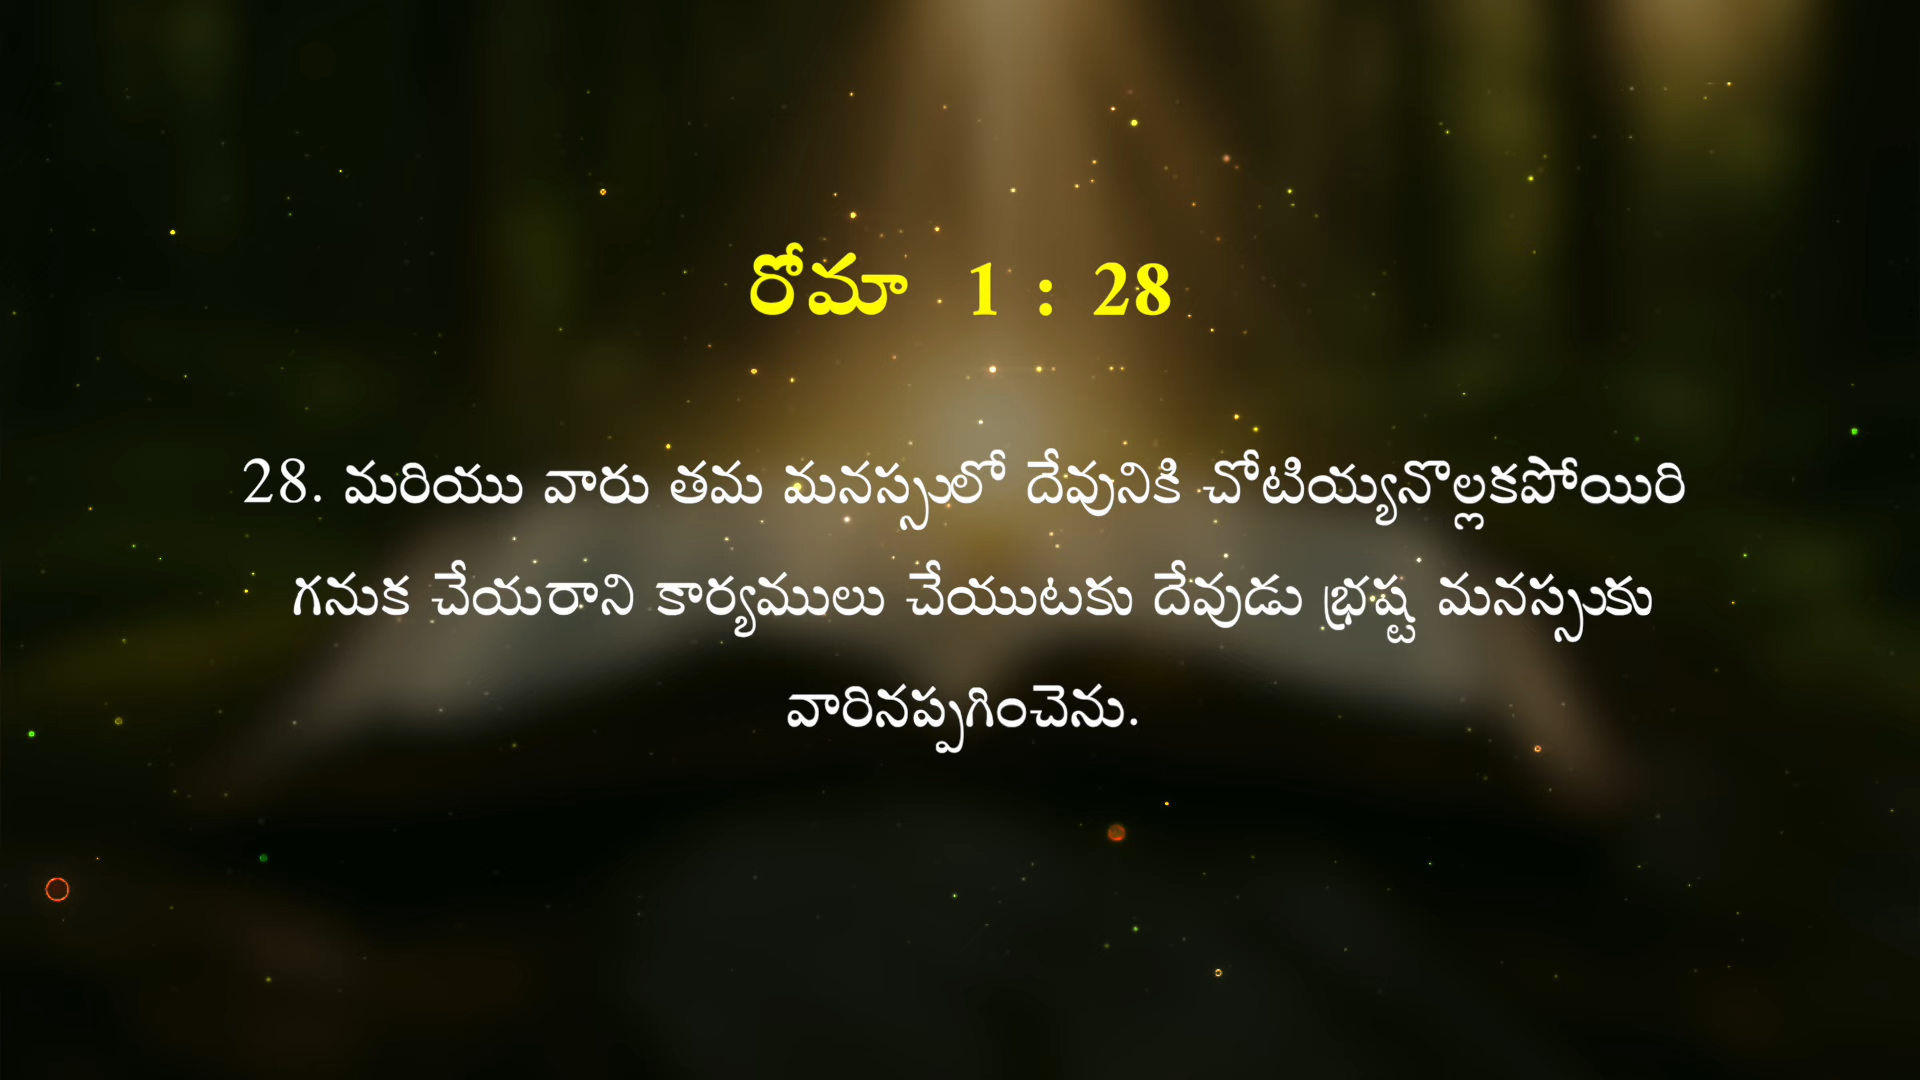 రోమా 1 : 28
28. మరియు వారు తమ మనస్సులో దేవునికి చోటియ్యనొల్లకపోయిరి
గనుక చేయరాని కార్యములు చేయుటకు దేవుడు భ్రష్ట మనస్సుకు
వారినప్పగించెను.